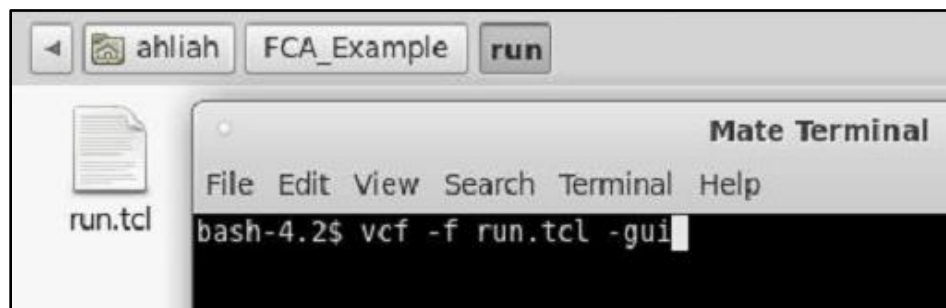 ahliah FCA_Example run
Mate Terminal
File Edit View Search Terminal Help
run.tcl
bash-4.2$ vcf -f run.tcl -gui